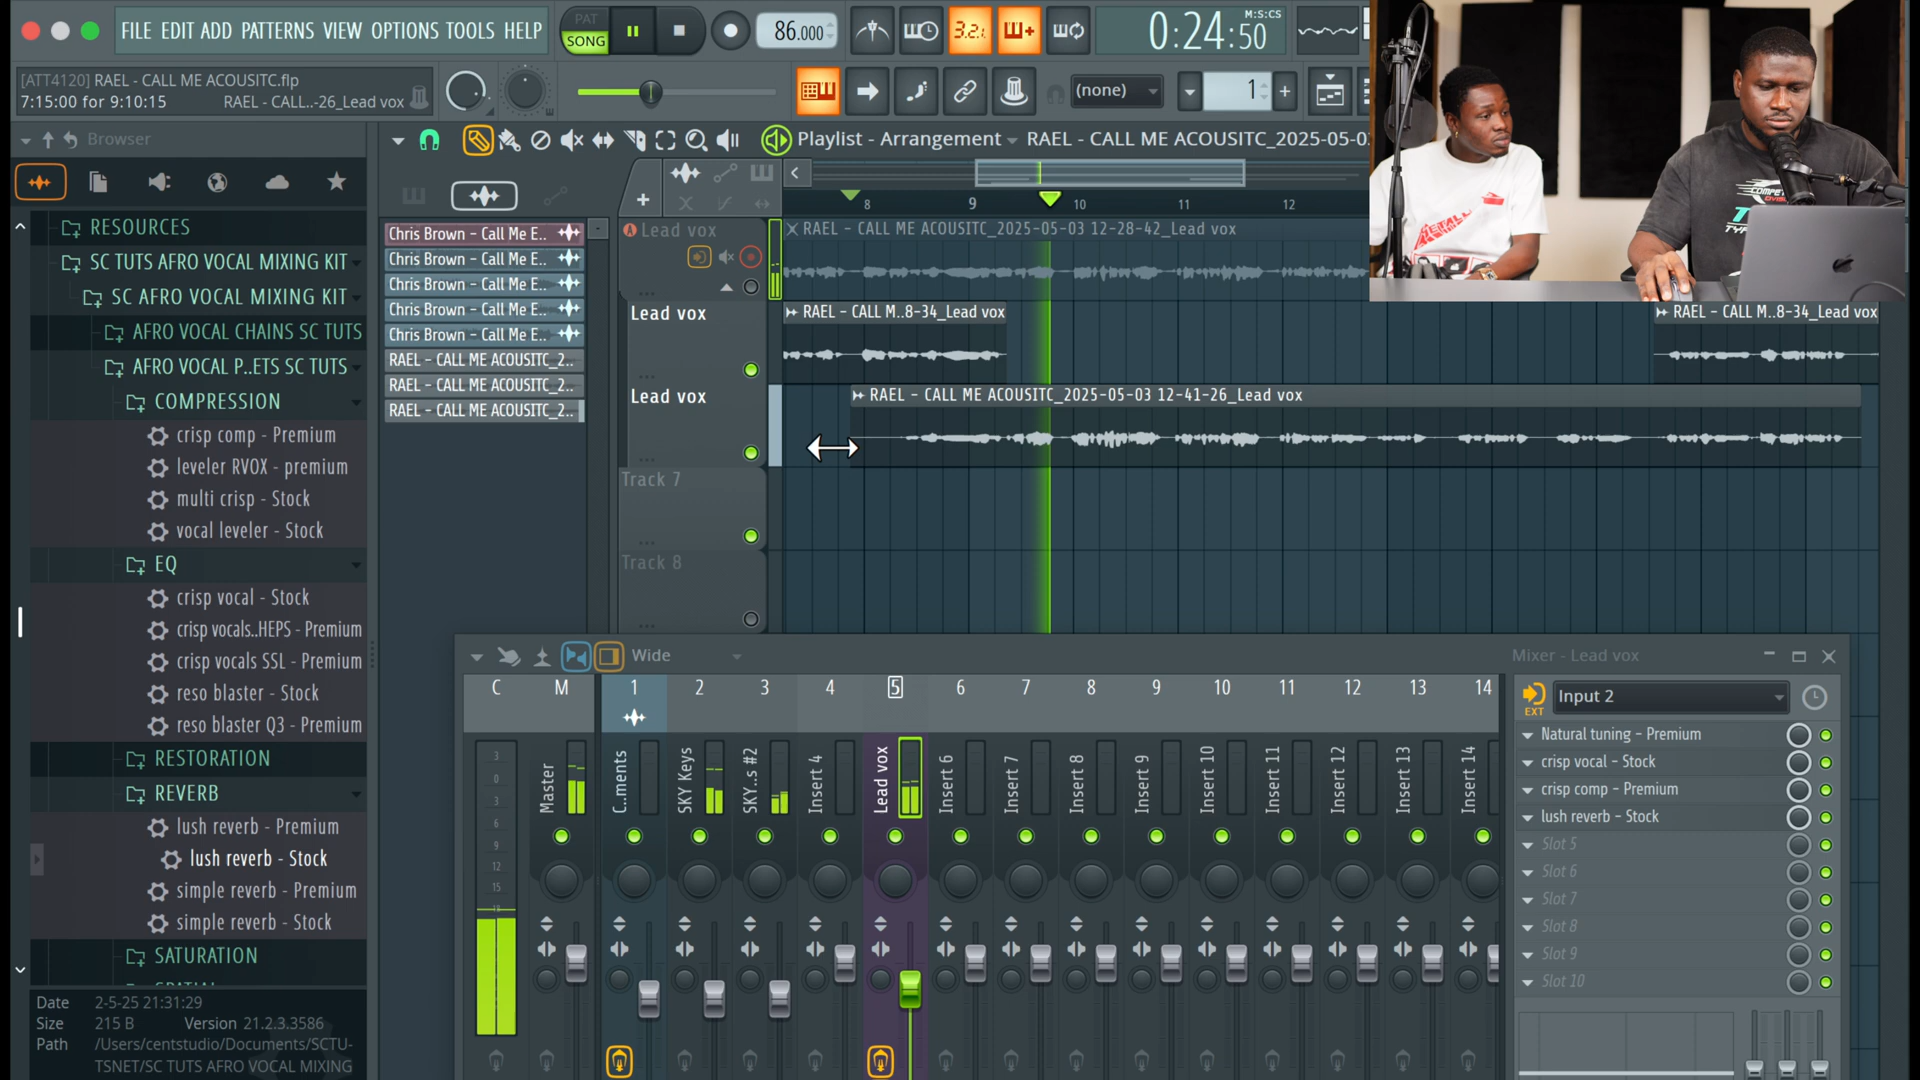 FILE EDIT ADD PATTERNS VIEW OPTIONS TOOLS HELP
PAT
SONG
86.000
3.2.
0:24:50
M:S:CS
[ATT4120] RAEL - CALL ME ACOUSITC.flp
7:15:00 for 9:10:15
RAEL - CALL..-26_Lead vox
(none)
1
Browser
Playlist - Arrangement
RAEL - CALL ME ACOUSITC_2025-05-03
8
9
10
11
12
RESOURCES
SC TUTS AFRO VOCAL MIXING KIT
SC AFRO VOCAL MIXING KIT
AFRO VOCAL CHAINS SC TUTS
AFRO VOCAL P..ETS SC TUTS
COMPRESSION
crisp comp - Premium
leveler RVOX - premium
multi crisp - Stock
vocal leveler - Stock
EQ
crisp vocal - Stock
crisp vocals..HEPS - Premium
crisp vocals SSL - Premium
reso blaster - Stock
reso blaster Q3 - Premium
RESTORATION
REVERB
lush reverb - Premium
lush reverb - Stock
simple reverb - Premium
simple reverb - Stock
SATURATION
Date 2-5-25 21:31:29
Size 215 B Version 21.2.3.3586
Path /Users/centstudio/Documents/SCTU-
TSNET/SC TUTS AFRO VOCAL MIXING
Chris Brown - Call Me E..
Chris Brown - Call Me E..
Chris Brown - Call Me E..
Chris Brown - Call Me E..
Chris Brown - Call Me E..
RAEL - CALL ME ACOUSITC_2..
RAEL - CALL ME ACOUSITC_2..
RAEL - CALL ME ACOUSITC_2..
Lead vox
RAEL - CALL ME ACOUSITC_2025-05-03 12-28-42_Lead vox
Lead vox
RAEL - CALL M..8-34_Lead vox
RAEL - CALL M..8-34_Lead vox
Lead vox
RAEL - CALL ME ACOUSITC_2025-05-03 12-41-26_Lead vox
Track 7
Track 8
Wide
Mixer - Lead vox
C M 1 2 3 4 5 6 7 8 9 10 11 12 13 14
3
0
3
6
9
12
15
Master
C..ments
SKY Keys
SKY..s #2
Insert 4
Lead vox
Insert 6
Insert 7
Insert 8
Insert 9
Insert 10
Insert 11
Insert 12
Insert 13
Insert 14
EXT
Input 2
Natural tuning - Premium
crisp vocal - Stock
crisp comp - Premium
lush reverb - Stock
Slot 5
Slot 6
Slot 7
Slot 8
Slot 9
Slot 10